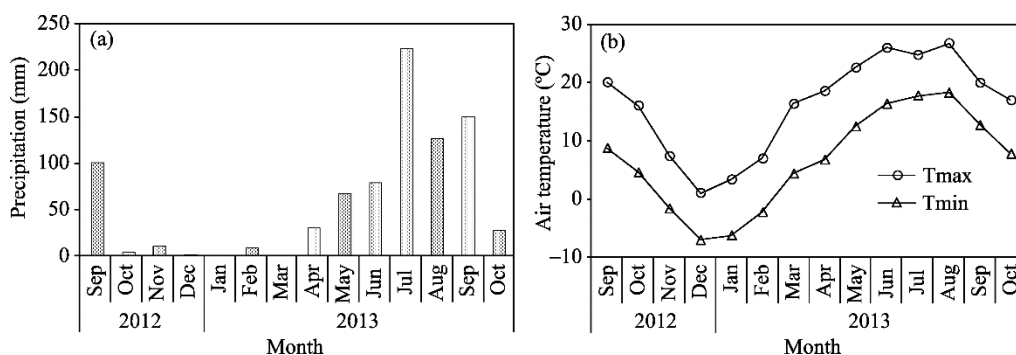 (a)
Precipitation (mm)
250
200
150
100
50
0
Sep Oct Nov Dec Jan Feb Mar Apr May Jun Jul Aug Sep Oct
2012 2013
Month
(b)
Air temperature (°C)
30
20
10
0
−10
Tmax
Tmin
Sep Oct Nov Dec Jan Feb Mar Apr May Jun Jul Aug Sep Oct
2012 2013
Month